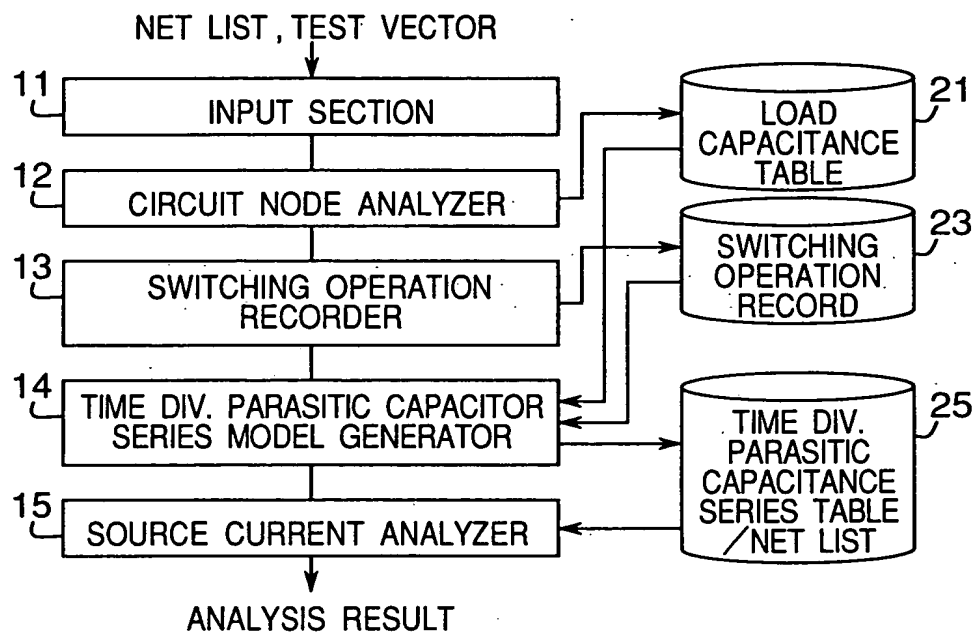 NET LIST, TEST VECTOR
11
INPUT SECTION
12
CIRCUIT NODE ANALYZER
13
SWITCHING OPERATION
RECORDER
14
TIME DIV. PARASITIC CAPACITOR
SERIES MODEL GENERATOR
15
SOURCE CURRENT ANALYZER
ANALYSIS RESULT
21
LOAD
CAPACITANCE
TABLE
23
SWITCHING
OPERATION
RECORD
25
TIME DIV.
PARASITIC
CAPACITANCE
SERIES TABLE
/NET LIST